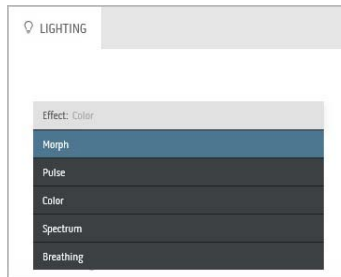 LIGHTING
Effect: Color
Morph
Pulse
Color
Spectrum
Breathing